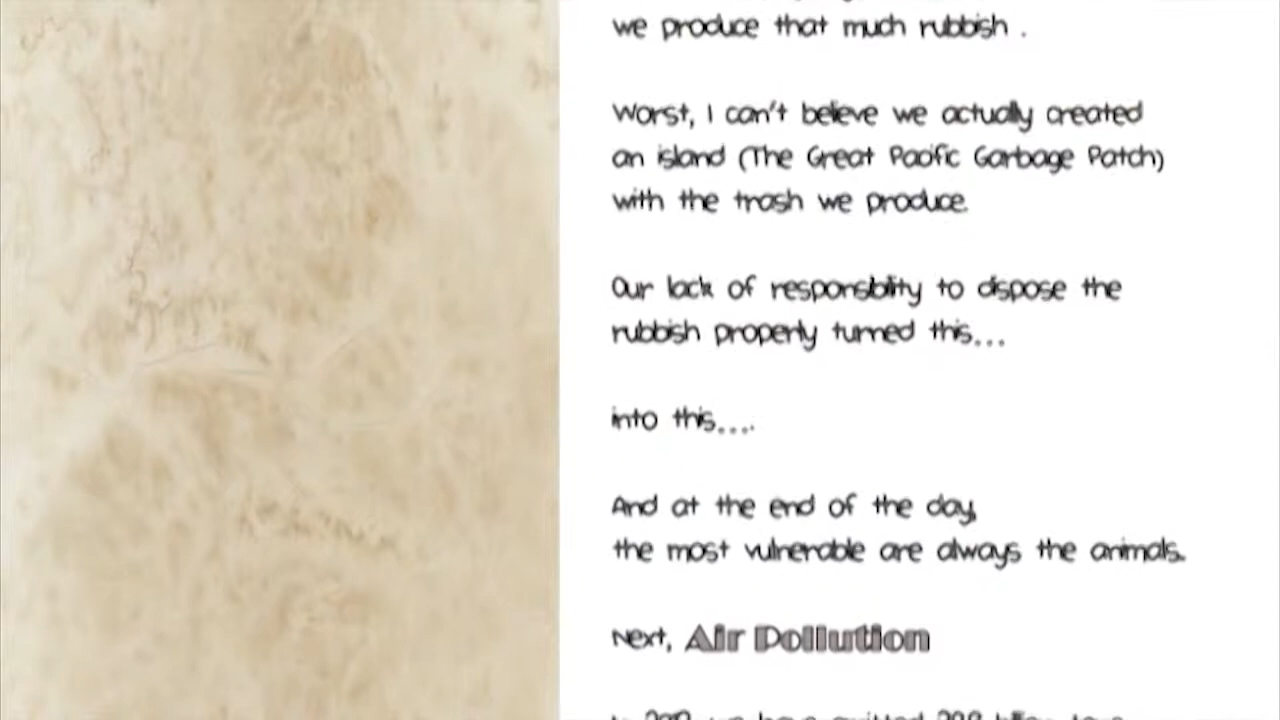 we produce that much rubbish .
Worst, I can't believe we actually created
an island (The Great Pacific Garbage Patch)
with the trash we produce.
Our lack of responsibility to dispose the
rubbish properly turned this...
into this....
And at the end of the day,
the most vulnerable are always the animals.
Next, Air Pollution